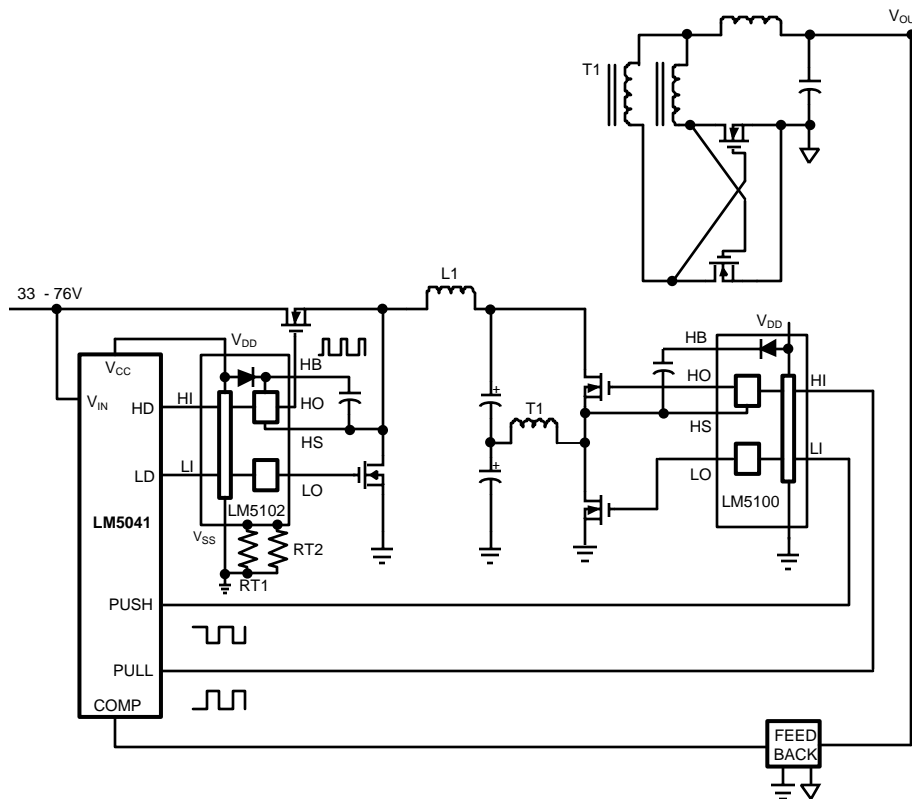 VOU
T1
L1
33 - 76V
VDD
VDD
HB
VCC
HB
HO
HI
VIN
HD
HI
HO
T1
HS
HS
LI
LD
LI
LO
LO
LM5041
LM5102
LM5100
VSS
RT2
RT1
PUSH
PULL
COMP
FEED
BACK